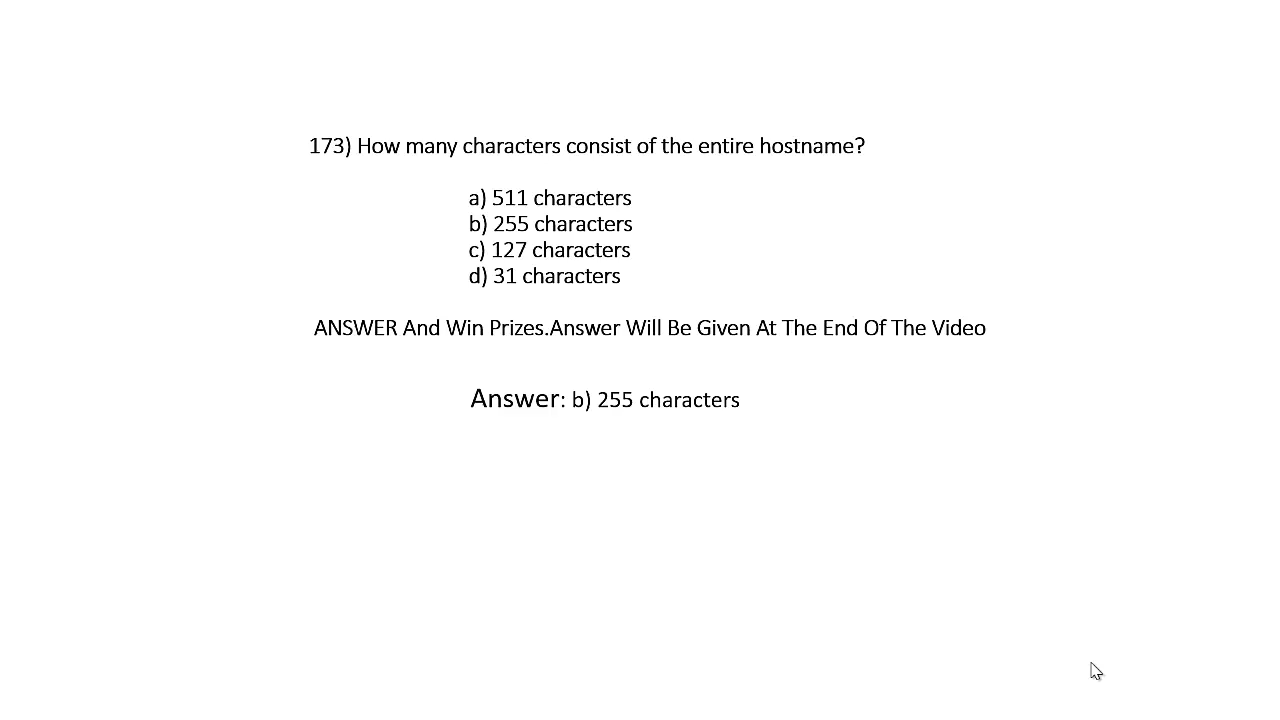 173) How many characters consist of the entire hostname?
a) 511 characters
b) 255 characters
c) 127 characters
d) 31 characters
ANSWER And Win Prizes.Answer Will Be Given At The End Of The Video
Answer: b) 255 characters